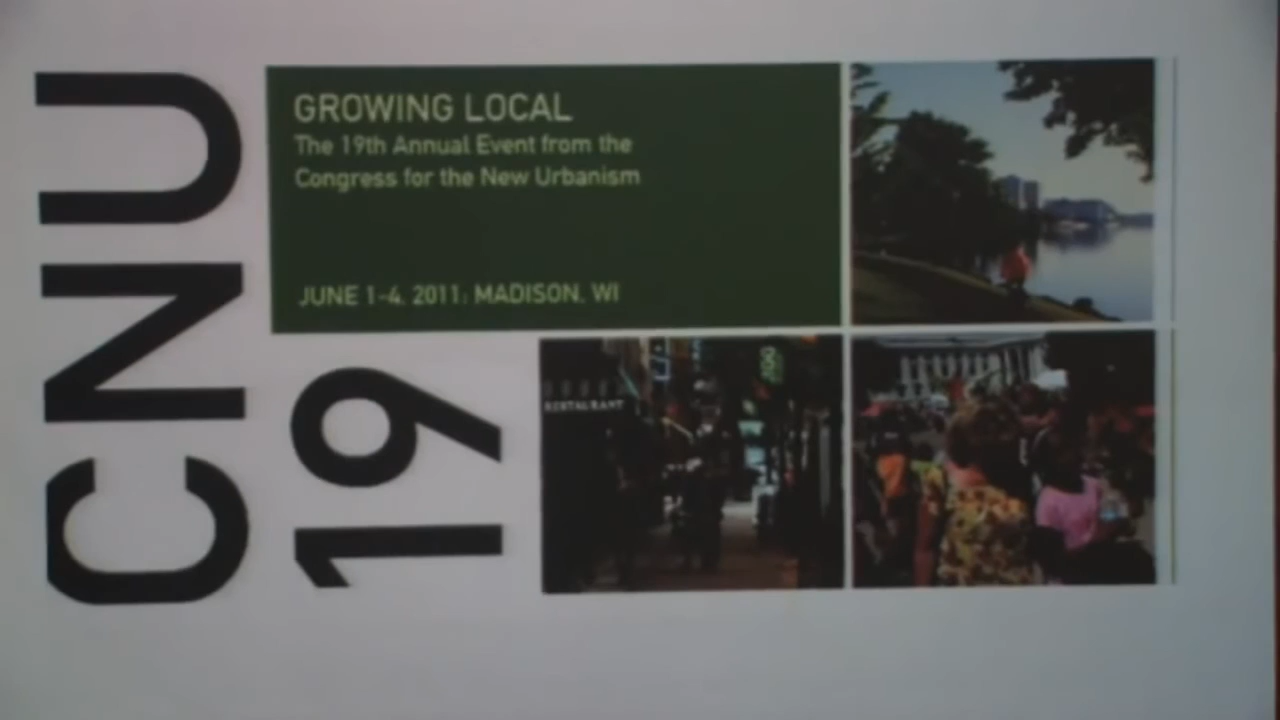 CNU
19
GROWING LOCAL
The 19th Annual Event from the
Congress for the New Urbanism
JUNE 1-4, 2011: MADISON, WI
RESTAURANT